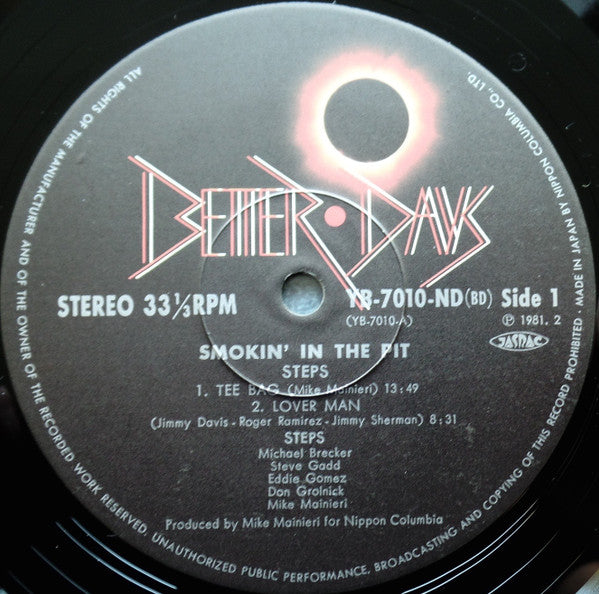 BETTER·DAYS
STEREO 33 1/3 RPM
YB-7010-ND(BD) Side 1
(YB-7010-A)
℗ 1981. 2
JASRAC
SMOKIN' IN THE PIT
STEPS
1. TEE BAG (Mike Mainieri) 13:49
2. LOVER MAN
(Jimmy Davis - Roger Ramirez - Jimmy Sherman) 8:31
STEPS
Michael Brecker
Steve Gadd
Eddie Gomez
Don Grolnick
Mike Mainieri
Produced by Mike Mainieri for Nippon Columbia
ALL RIGHTS OF THE MANUFACTURER AND OF THE OWNER OF THE RECORDED WORK RESERVED. UNAUTHORIZED PUBLIC PERFORMANCE, BROADCASTING AND COPYING OF THIS RECORD PROHIBITED · MADE IN JAPAN BY NIPPON COLUMBIA CO., LTD.